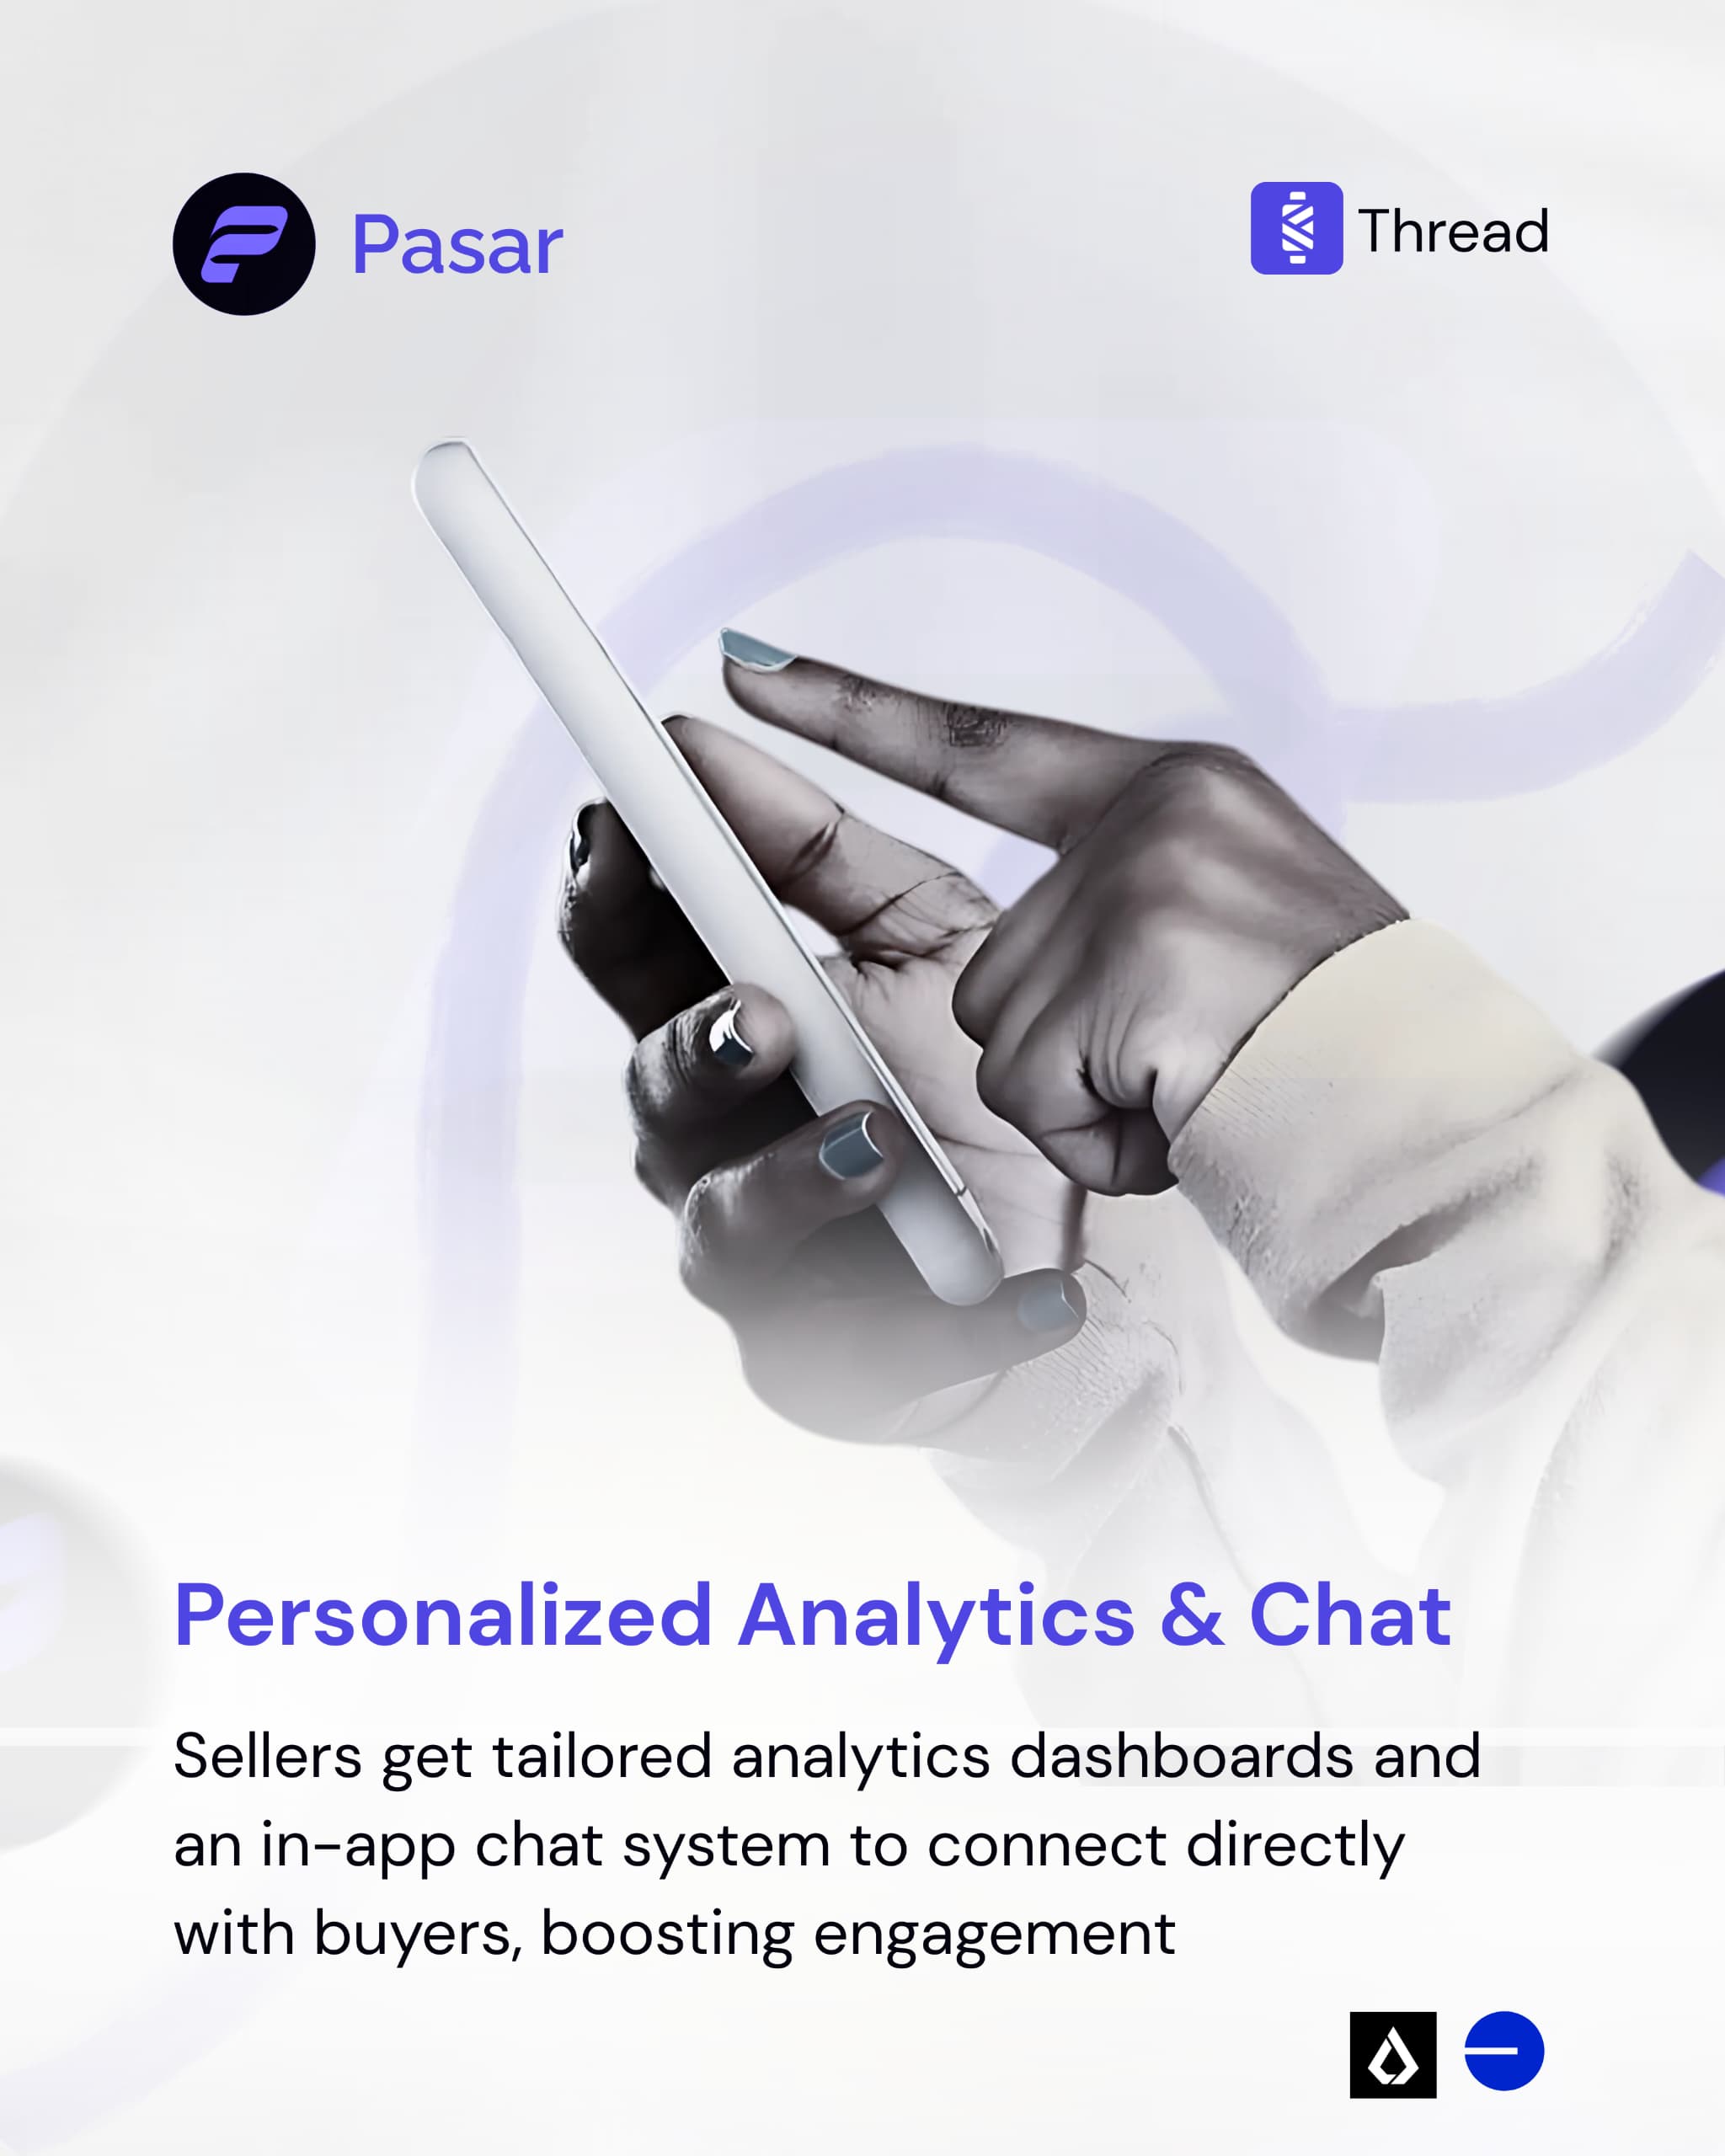 Pasar
Thread
Personalized Analytics & Chat
Sellers get tailored analytics dashboards and
an in-app chat system to connect directly
with buyers, boosting engagement